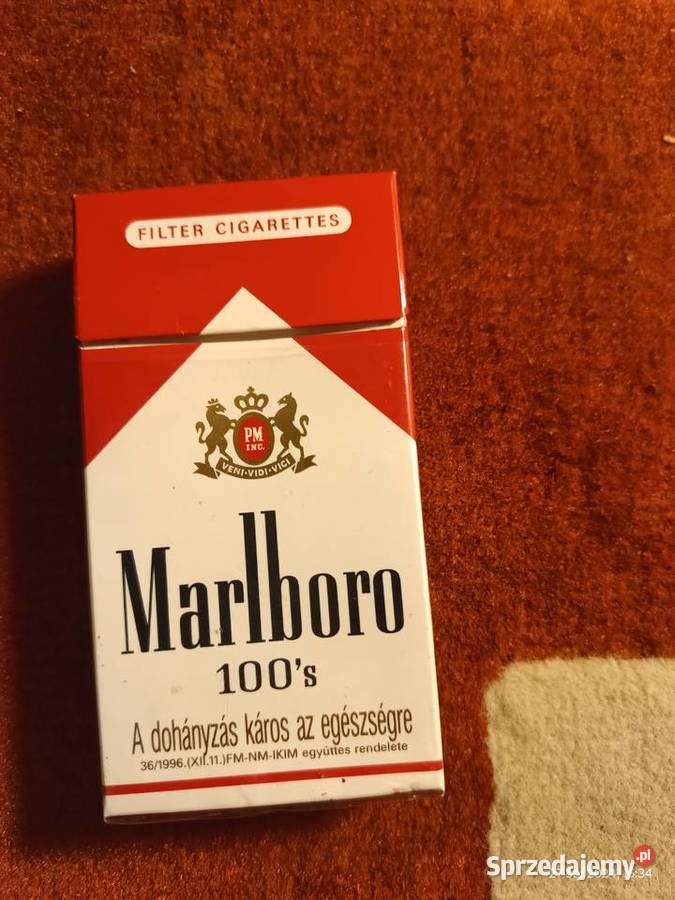 FILTER CIGARETTES
PM
INC.
VENI·VIDI·VICI
Marlboro
100's
A dohányzás káros az egészségre
36/1996.(XII.11.)FM-NM-IKIM együttes rendelete
Sprzedajemy.pl